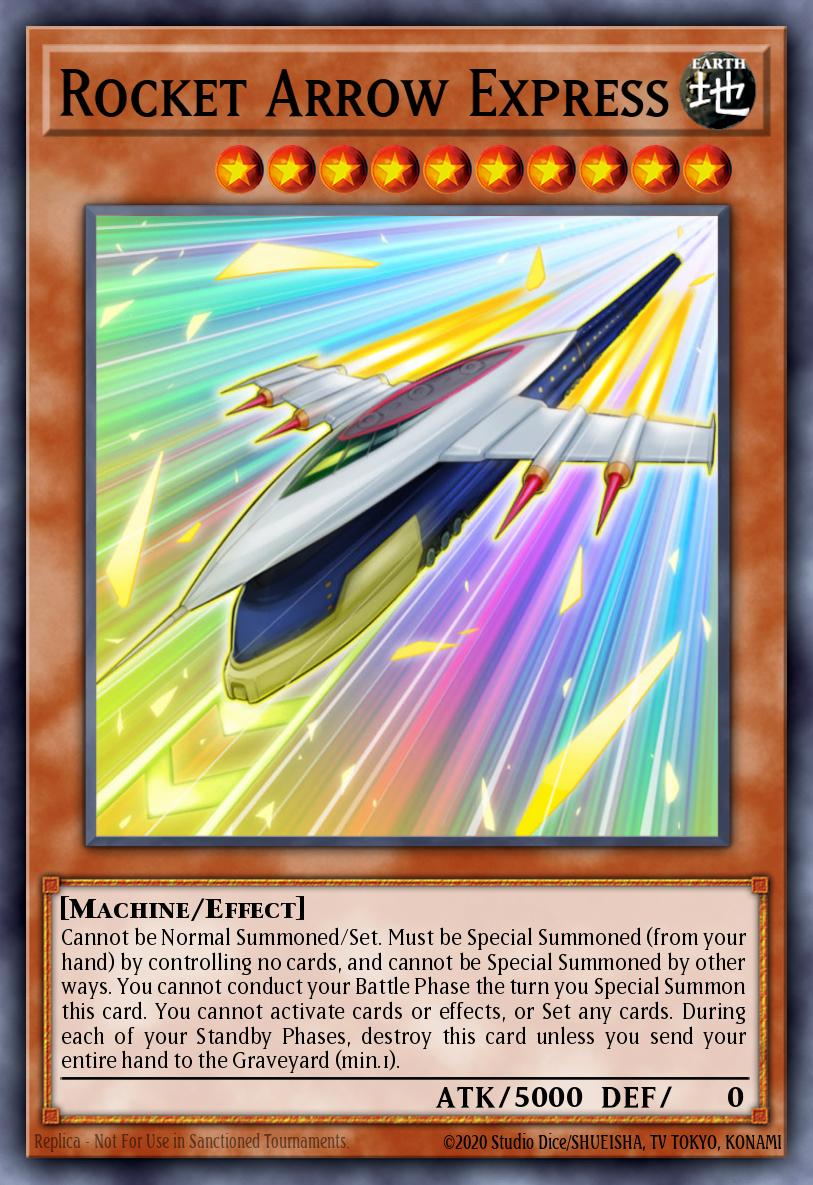 Rocket Arrow Express
EARTH
地
[Machine/Effect]
Cannot be Normal Summoned/Set. Must be Special Summoned (from your
hand) by controlling no cards, and cannot be Special Summoned by other
ways. You cannot conduct your Battle Phase the turn you Special Summon
this card. You cannot activate cards or effects, or Set any cards. During
each of your Standby Phases, destroy this card unless you send your
entire hand to the Graveyard (min.1).
ATK/5000 DEF/ 0
Replica - Not For Use in Sanctioned Tournaments.
©2020 Studio Dice/SHUEISHA, TV TOKYO, KONAMI